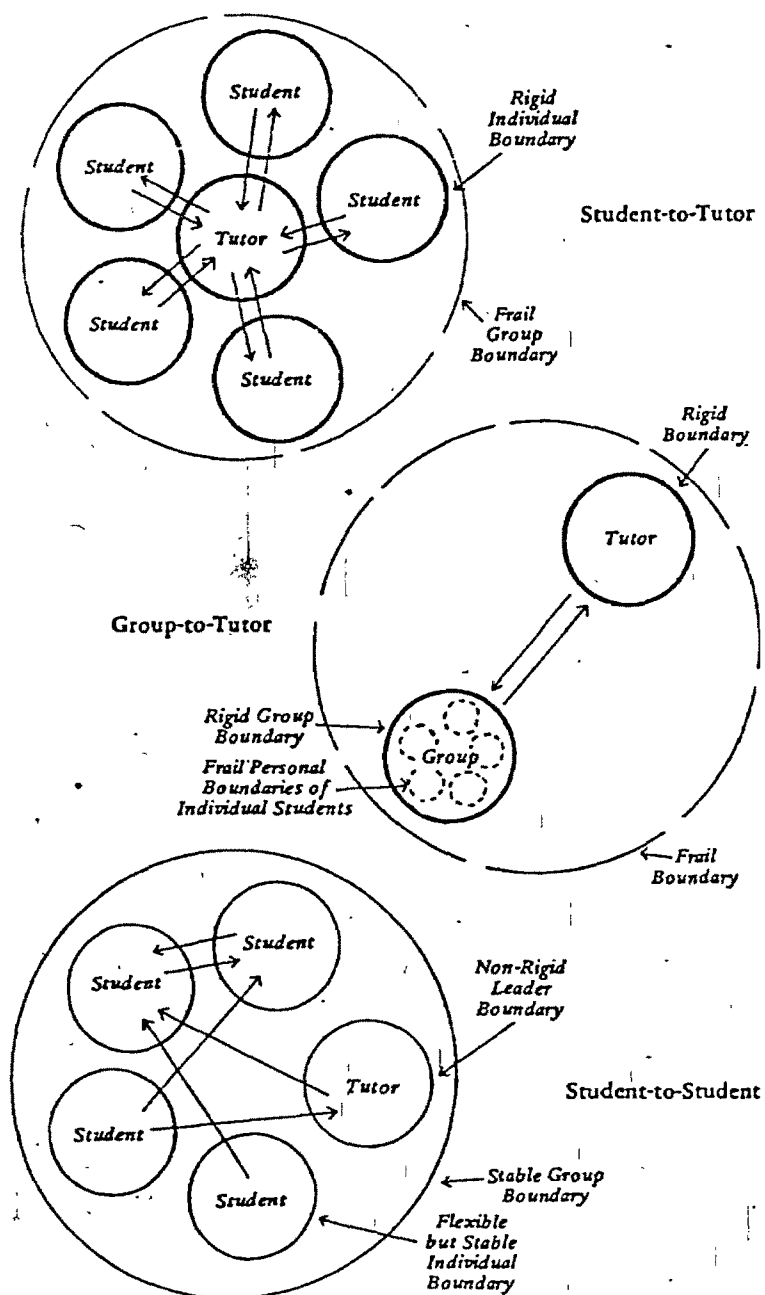 Student
Rigid
Individual
Boundary
Student
Student
Student-to-Tutor
Tutor
Student
Student
Frail
Group
Boundary
Rigid
Boundary
Tutor
Group-to-Tutor
Rigid Group
Boundary
Group
Frail Personal
Boundaries of
Individual Students
Frail
Boundary
Student
Student
Non-Rigid
Leader
Boundary
Tutor
Student-to-Student
Student
Student
Stable Group
Boundary
Flexible
but Stable
Individual
Boundary